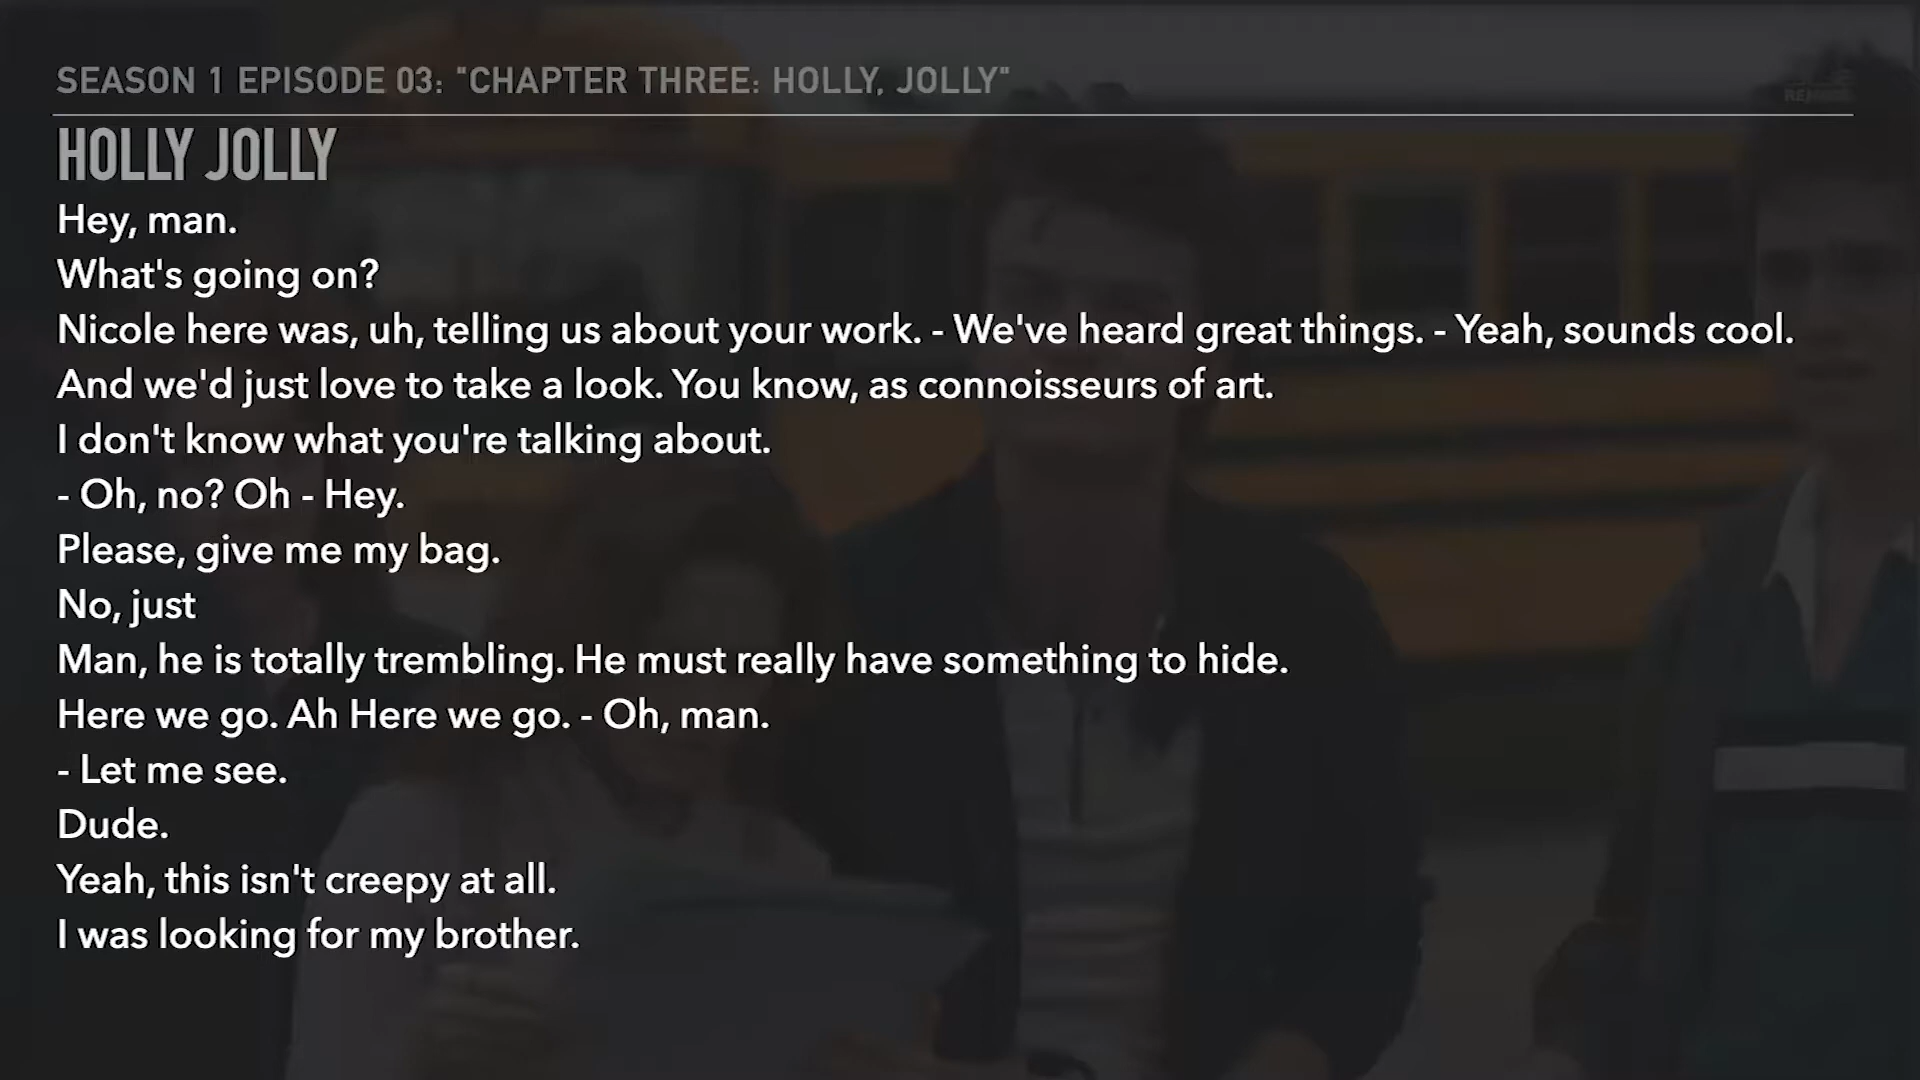 SEASON 1 EPISODE 03: "CHAPTER THREE: HOLLY, JOLLY"
HOLLY JOLLY
Hey, man.
What's going on?
Nicole here was, uh, telling us about your work. - We've heard great things. - Yeah, sounds cool.
And we'd just love to take a look. You know, as connoisseurs of art.
I don't know what you're talking about.
- Oh, no? Oh - Hey.
Please, give me my bag.
No, just
Man, he is totally trembling. He must really have something to hide.
Here we go. Ah Here we go. - Oh, man.
- Let me see.
Dude.
Yeah, this isn't creepy at all.
I was looking for my brother.